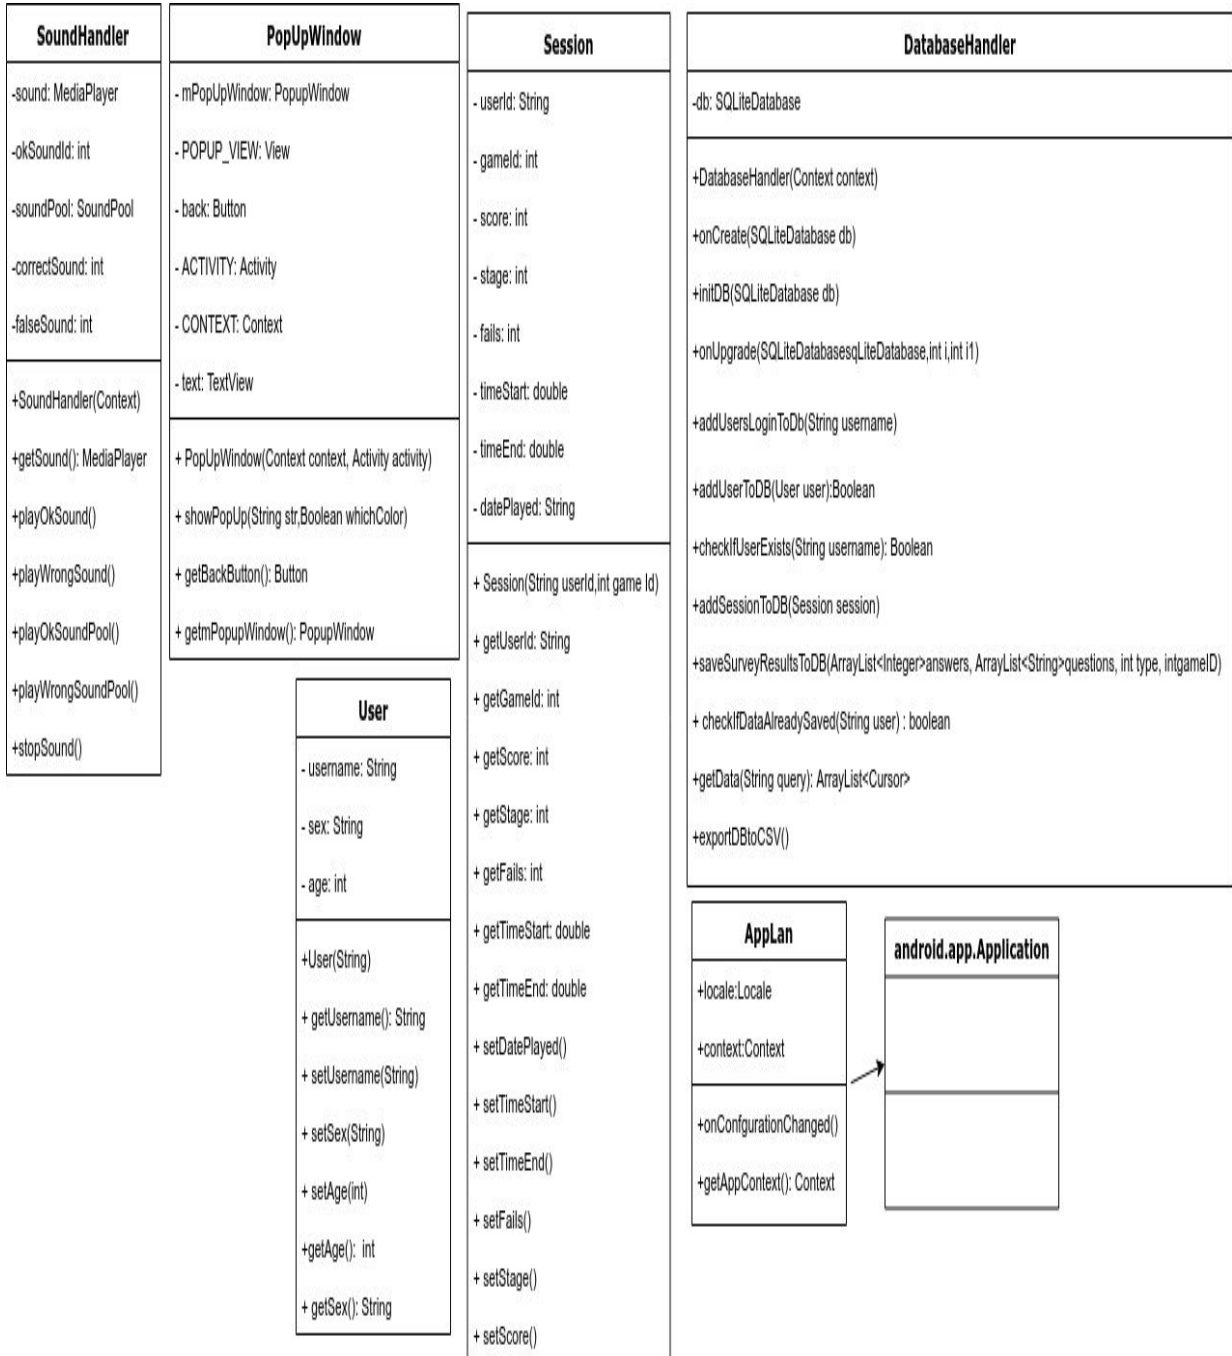 SoundHandler
-sound: MediaPlayer
-okSoundId: int
-soundPool: SoundPool
-correctSound: int
-falseSound: int
+SoundHandler(Context)
+getSound(): MediaPlayer
+playOkSound()
+playWrongSound()
+playOkSoundPool()
+playWrongSoundPool()
+stopSound()
PopUpWindow
- mPopUpWindow: PopupWindow
- POPUP_VIEW: View
- back: Button
- ACTIVITY: Activity
- CONTEXT: Context
- text: TextView
+ PopUpWindow(Context context, Activity activity)
+ showPopUp(String str,Boolean whichColor)
+ getBackButton(): Button
+ getmPopupWindow(): PopupWindow
User
- username: String
- sex: String
- age: int
+User(String)
+ getUsername(): String
+ setUsername(String)
+ setSex(String)
+ setAge(int)
+getAge(): int
+ getSex(): String
Session
- userId: String
- gameId: int
- score: int
- stage: int
- fails: int
- timeStart: double
- timeEnd: double
- datePlayed: String
+ Session(String userId,int game Id)
+ getUserId: String
+ getGameId: int
+ getScore: int
+ getStage: int
+ getFails: int
+ getTimeStart: double
+ getTimeEnd: double
+ setDatePlayed()
+ setTimeStart()
+ setTimeEnd()
+ setFails()
+ setStage()
+ setScore()
DatabaseHandler
-db: SQLiteDatabase
+DatabaseHandler(Context context)
+onCreate(SQLiteDatabase db)
+initDB(SQLiteDatabase db)
+onUpgrade(SQLiteDatabasesqLiteDatabase,int i,int i1)
+addUsersLoginToDb(String username)
+addUserToDB(User user):Boolean
+checkIfUserExists(String username): Boolean
+addSessionToDB(Session session)
+saveSurveyResultsToDB(ArrayList<Integer>answers, ArrayList<String>questions, int type, intgameID)
+ checkIfDataAlreadySaved(String user) : boolean
+getData(String query): ArrayList<Cursor>
+exportDBtoCSV()
AppLan
+locale:Locale
+context:Context
+onConfgurationChanged()
+getAppContext(): Context
android.app.Application